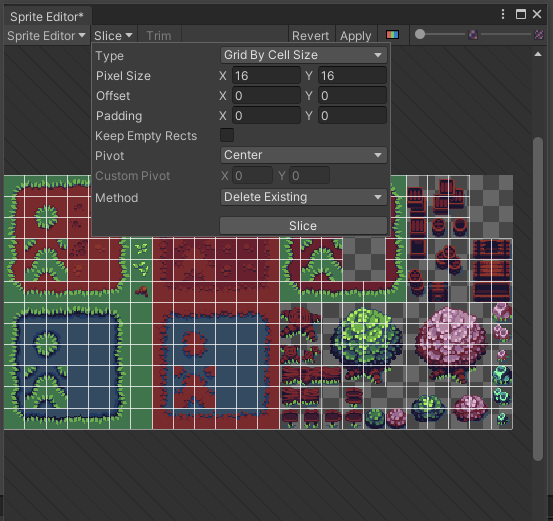 Sprite Editor*
Sprite Editor Slice Trim Revert Apply
Type Grid By Cell Size
Pixel Size X 16 Y 16
Offset X 0 Y 0
Padding X 0 Y 0
Keep Empty Rects
Pivot Center
Custom Pivot X 0 Y 0
Method Delete Existing
Slice